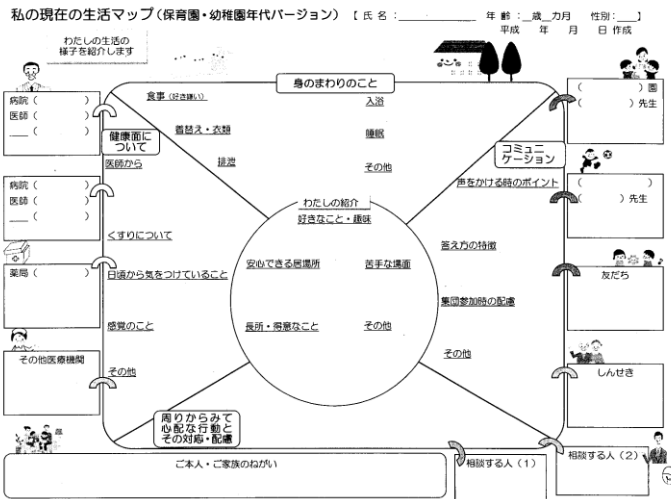 私の現在の生活マップ（保育園・幼稚園年代バージョン）【氏名：＿＿＿＿＿＿＿ 年齢：＿歳＿カ月 性別：＿】
平成 年 月 日 作成
わたしの生活の
様子を紹介します
身のまわりのこと
食事（好き嫌い）
入浴
着替え・衣類
睡眠
排泄
その他
病院（ ）
医師（ ）
＿（ ）
健康面に
ついて
医師から
病院（ ）
医師（ ）
＿（ ）
くすりについて
薬局（ ）
日頃から気をつけていること
感覚のこと
その他医療機関
その他
わたしの紹介
好きなこと・趣味
安心できる居場所
苦手な場面
長所・得意なこと
その他
コミュニ
ケーション
声をかける時のポイント
答え方の特徴
集団参加時の配慮
その他
（ ）園
（ ）先生
（ ）
（ ）先生
友だち
しんせき
周りからみて
心配な行動と
その対応・配慮
ご本人・ご家族のねがい
相談する人（1）
相談する人（2）